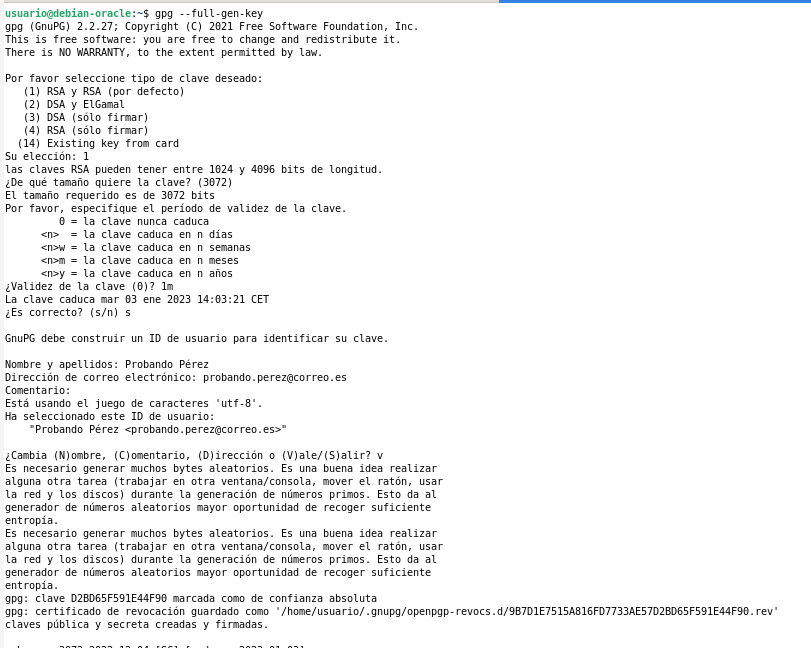 usuario@debian-oracle:~$ gpg --full-gen-key
gpg (GnuPG) 2.2.27; Copyright (C) 2021 Free Software Foundation, Inc.
This is free software: you are free to change and redistribute it.
There is NO WARRANTY, to the extent permitted by law.
Por favor seleccione tipo de clave deseado:
(1) RSA y RSA (por defecto)
(2) DSA y ElGamal
(3) DSA (sólo firmar)
(4) RSA (sólo firmar)
(14) Existing key from card
Su elección: 1
las claves RSA pueden tener entre 1024 y 4096 bits de longitud.
¿De qué tamaño quiere la clave? (3072)
El tamaño requerido es de 3072 bits
Por favor, especifique el período de validez de la clave.
0 = la clave nunca caduca
<n>  = la clave caduca en n días
<n>w = la clave caduca en n semanas
<n>m = la clave caduca en n meses
<n>y = la clave caduca en n años
¿Validez de la clave (0)? 1m
La clave caduca mar 03 ene 2023 14:03:21 CET
¿Es correcto? (s/n) s
GnuPG debe construir un ID de usuario para identificar su clave.
Nombre y apellidos: Probando Pérez
Dirección de correo electrónico: probando.perez@correo.es
Comentario:
Está usando el juego de caracteres 'utf-8'.
Ha seleccionado este ID de usuario:
"Probando Pérez <probando.perez@correo.es>"
¿Cambia (N)ombre, (C)omentario, (D)irección o (V)ale/(S)alir? v
Es necesario generar muchos bytes aleatorios. Es una buena idea realizar
alguna otra tarea (trabajar en otra ventana/consola, mover el ratón, usar
la red y los discos) durante la generación de números primos. Esto da al
generador de números aleatorios mayor oportunidad de recoger suficiente
entropía.
Es necesario generar muchos bytes aleatorios. Es una buena idea realizar
alguna otra tarea (trabajar en otra ventana/consola, mover el ratón, usar
la red y los discos) durante la generación de números primos. Esto da al
generador de números aleatorios mayor oportunidad de recoger suficiente
entropía.
gpg: clave D2BD65F591E44F90 marcada como de confianza absoluta
gpg: certificado de revocación guardado como '/home/usuario/.gnupg/openpgp-revocs.d/9B7D1E7515A816FD7733AE57D2BD65F591E44F90.rev'
claves pública y secreta creadas y firmadas.